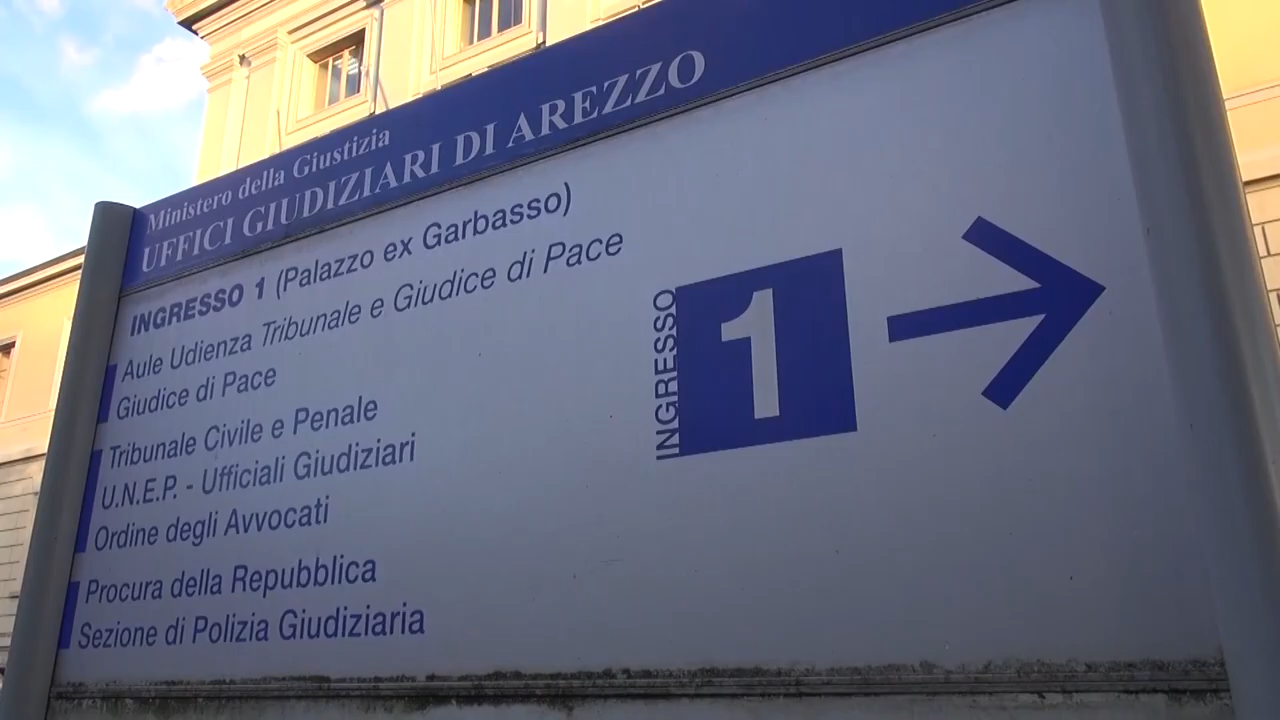 Ministero della Giustizia
UFFICI GIUDIZIARI DI AREZZO
INGRESSO 1 (Palazzo ex Garbasso)
Aule Udienza Tribunale e Giudice di Pace
Giudice di Pace
Tribunale Civile e Penale
U.N.E.P. - Ufficiali Giudiziari
Ordine degli Avvocati
Procura della Repubblica
Sezione di Polizia Giudiziaria
INGRESSO
1